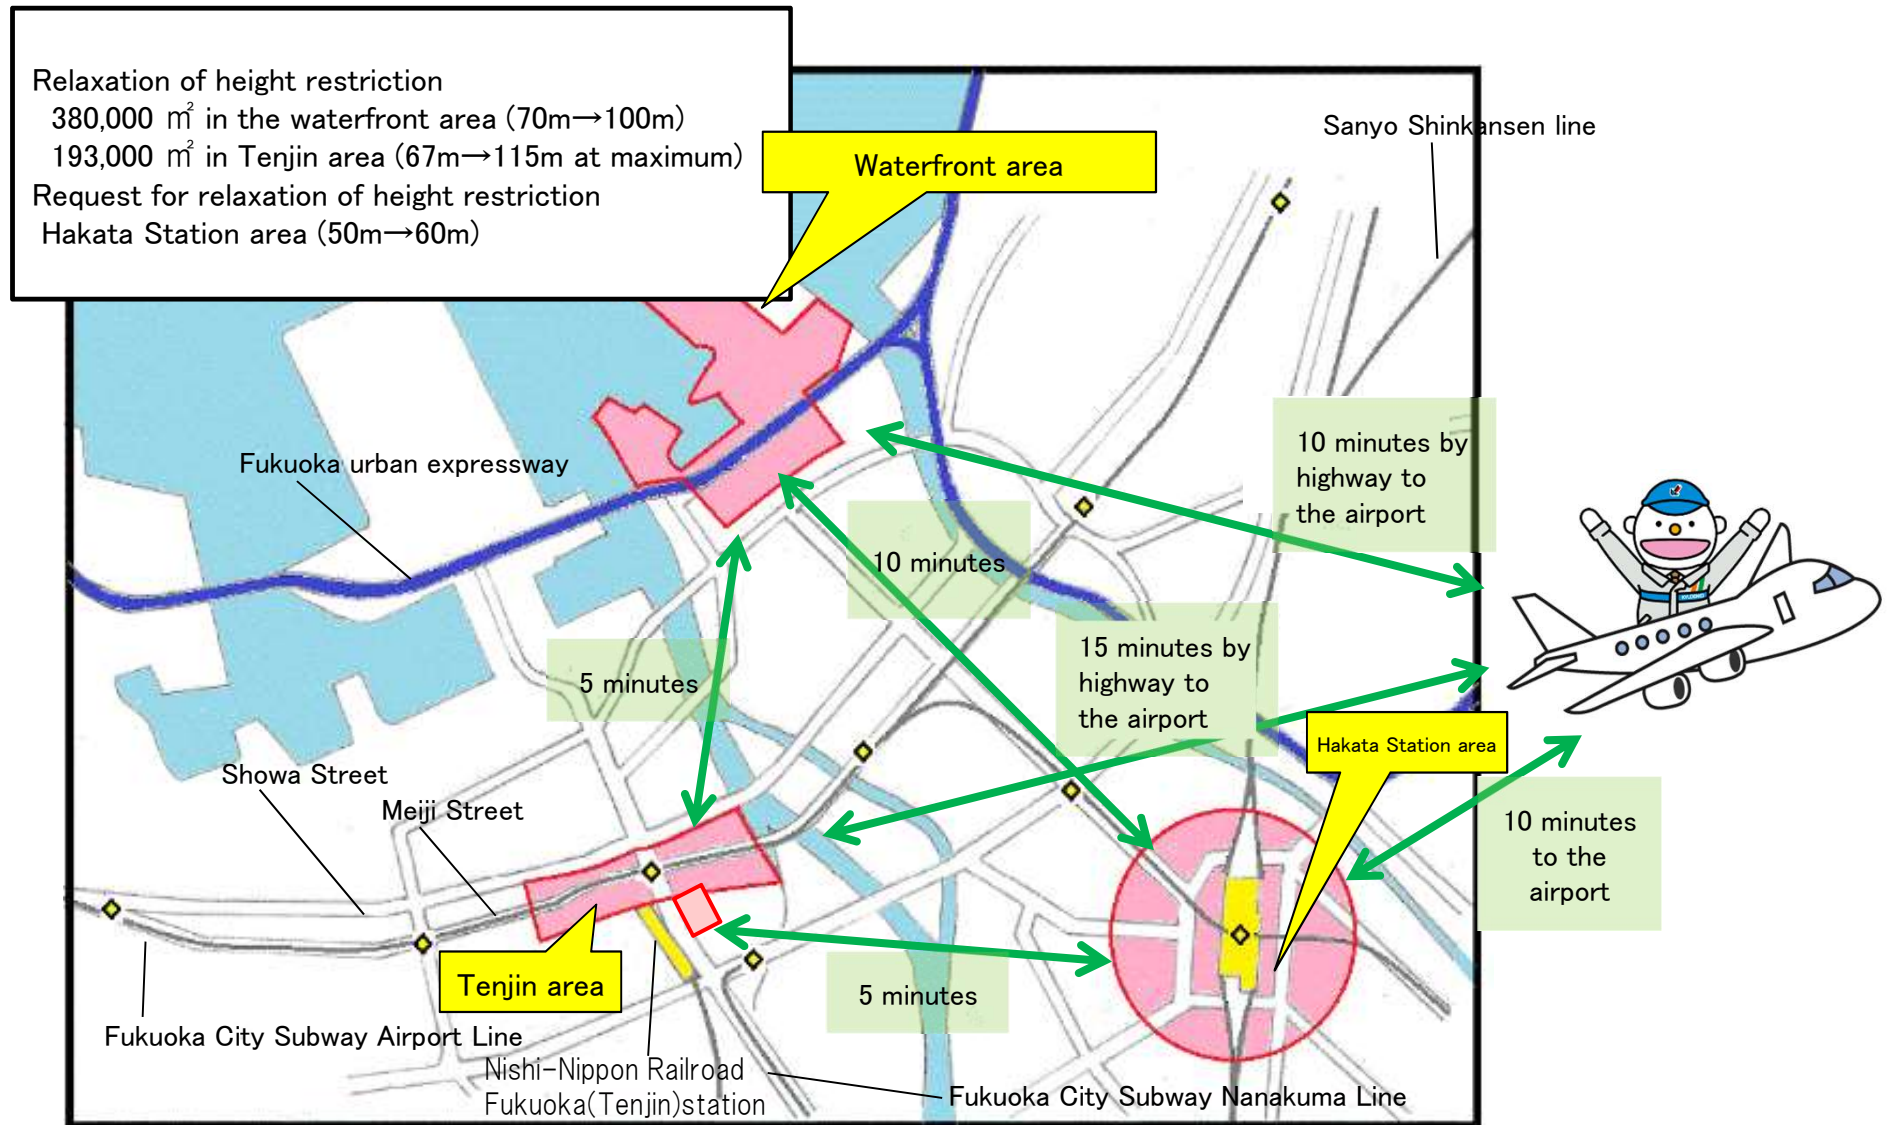 Relaxation of height restriction
380,000 ㎡ in the waterfront area (70m→100m)
193,000 ㎡ in Tenjin area (67m→115m at maximum)
Request for relaxation of height restriction
Hakata Station area (50m→60m)
Waterfront area
Sanyo Shinkansen line
Fukuoka urban expressway
10 minutes by
highway to
the airport
10 minutes
5 minutes
15 minutes by
highway to
the airport
Hakata Station area
Showa Street
Meiji Street
10 minutes
to the
airport
Tenjin area
5 minutes
Fukuoka City Subway Airport Line
Nishi-Nippon Railroad
Fukuoka(Tenjin)station
Fukuoka City Subway Nanakuma Line